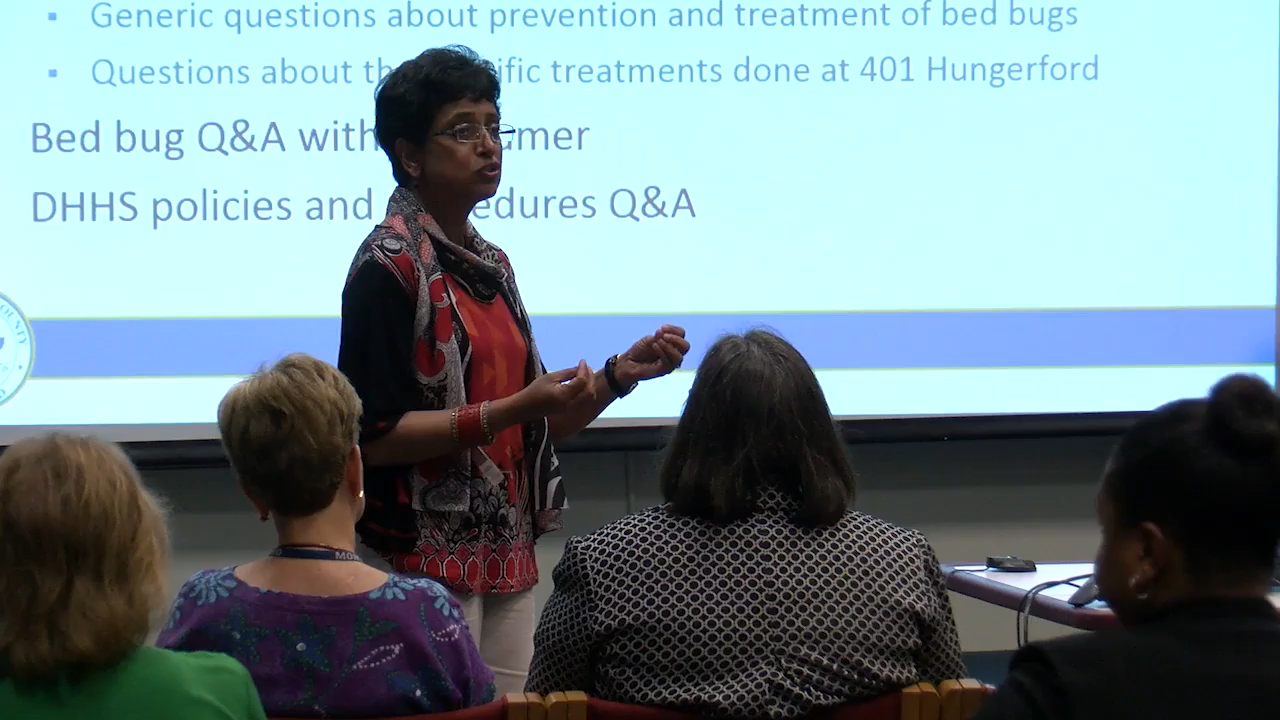 Generic questions about prevention and treatment of bed bugs
Questions about th ific treatments done at 401 Hungerford
Bed bug Q&A with mer
DHHS policies and edures Q&A